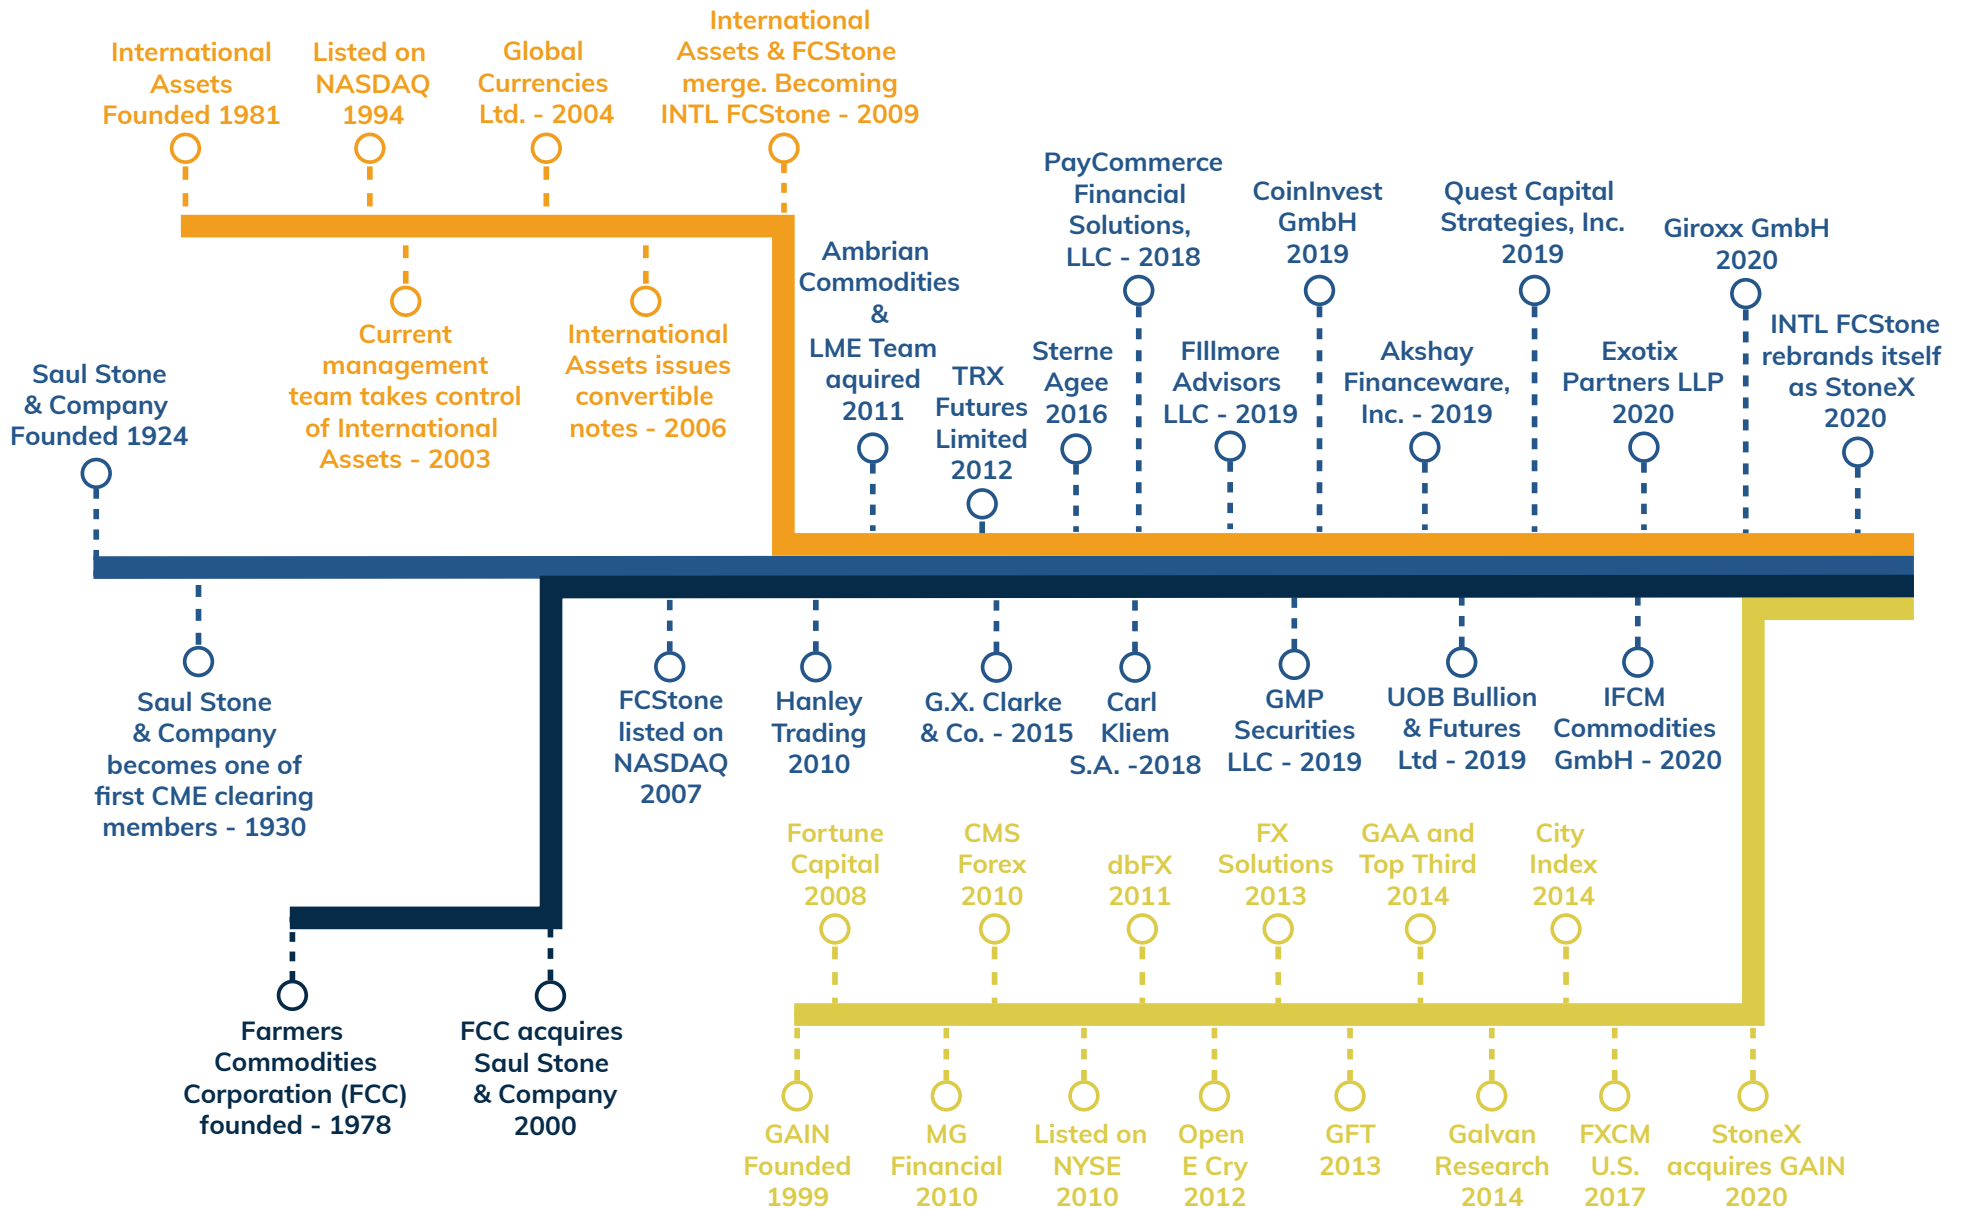 International
Assets
Founded 1981
Listed on
NASDAQ
1994
Global
Currencies
Ltd. - 2004
International
Assets & FCStone
merge. Becoming
INTL FCStone - 2009
Current
management
team takes control
of International
Assets - 2003
International
Assets issues
convertible
notes - 2006
Saul Stone
& Company
Founded 1924
Ambrian
Commodities
&
LME Team
aquired
2011
TRX
Futures
Limited
2012
Sterne
Agee
2016
PayCommerce
Financial
Solutions,
LLC - 2018
FIllmore
Advisors
LLC - 2019
CoinInvest
GmbH
2019
Akshay
Financeware,
Inc. - 2019
Quest Capital
Strategies, Inc.
2019
Exotix
Partners LLP
2020
Giroxx GmbH
2020
INTL FCStone
rebrands itself
as StoneX
2020
Saul Stone
& Company
becomes one of
first CME clearing
members - 1930
FCStone
listed on
NASDAQ
2007
Hanley
Trading
2010
G.X. Clarke
& Co. - 2015
Carl
Kliem
S.A. -2018
GMP
Securities
LLC - 2019
UOB Bullion
& Futures
Ltd - 2019
IFCM
Commodities
GmbH - 2020
Farmers
Commodities
Corporation (FCC)
founded - 1978
FCC acquires
Saul Stone
& Company
2000
Fortune
Capital
2008
CMS
Forex
2010
dbFX
2011
FX
Solutions
2013
GAA and
Top Third
2014
City
Index
2014
GAIN
Founded
1999
MG
Financial
2010
Listed on
NYSE
2010
Open
E Cry
2012
GFT
2013
Galvan
Research
2014
FXCM
U.S.
2017
StoneX
acquires GAIN
2020